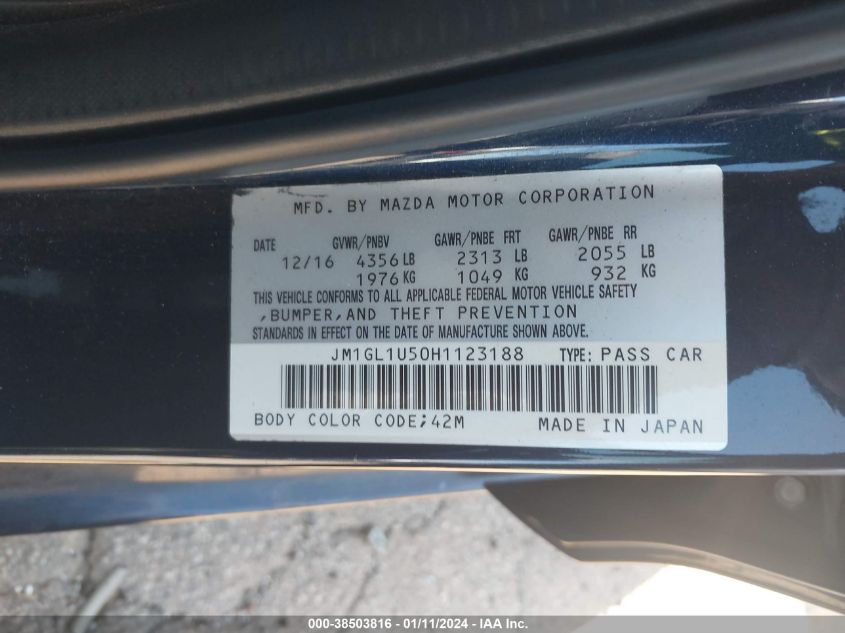 MFD. BY MAZDA MOTOR CORPORATION
DATE GVWR/PNBV GAWR/PNBE FRT GAWR/PNBE RR
12/16 4356 LB 2313 LB 2055 LB
1976 KG 1049 KG 932 KG
THIS VEHICLE CONFORMS TO ALL APPLICABLE FEDERAL MOTOR VEHICLE SAFETY
,BUMPER,AND THEFT PREVENTION
STANDARDS IN EFFECT ON THE DATE OF MANUFACTURE SHOWN ABOVE.
JM1GL1U50H1123188 TYPE: PASS CAR
BODY COLOR CODE;42M MADE IN JAPAN
000-38503816 - 01/11/2024 - IAA Inc.